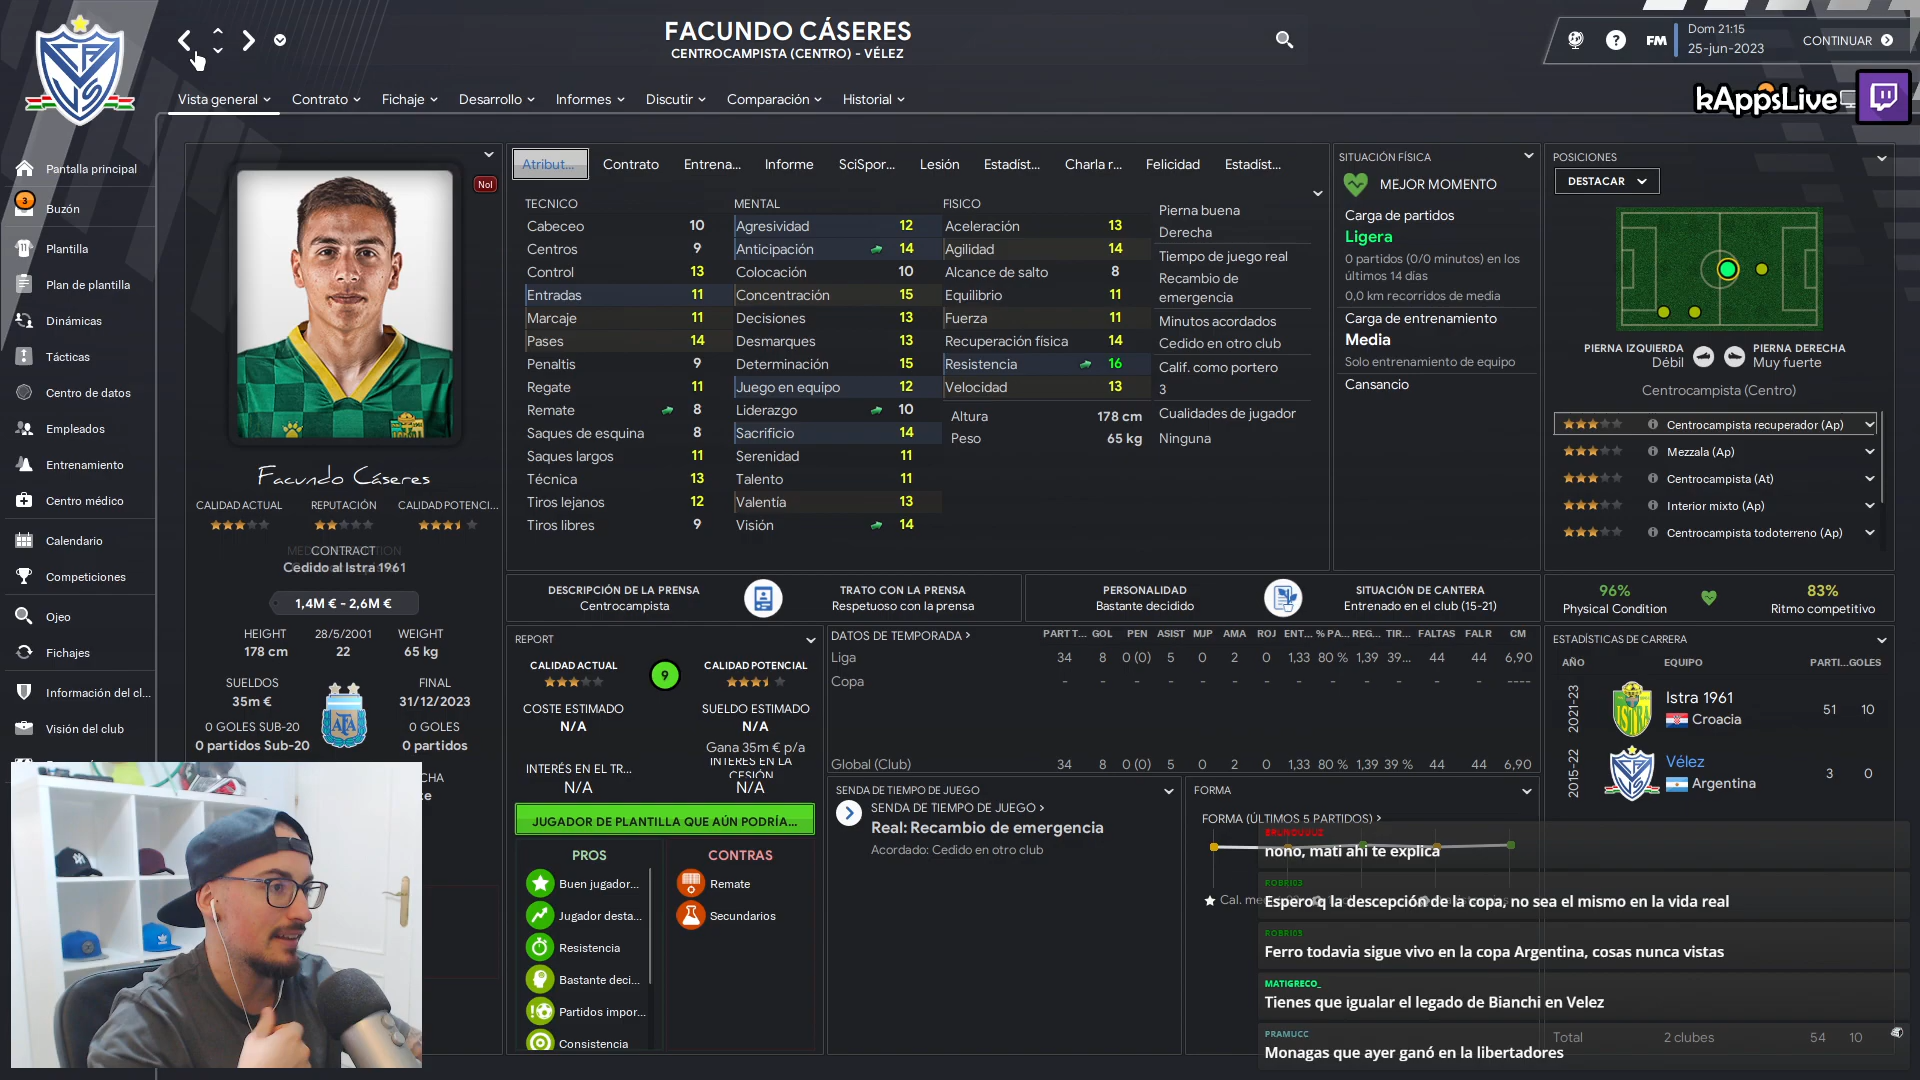 FACUNDO CÁSERES
CENTROCAMPISTA (CENTRO) - VÉLEZ
FM
Dom 21:15
25-jun-2023
CONTINUAR
kAppsLive
Vista general
Contrato
Fichaje
Desarrollo
Informes
Discutir
Comparación
Historial
Pantalla principal
3
Buzón
Plantilla
Plan de plantilla
Dinámicas
Tácticas
Centro de datos
Empleados
Entrenamiento
Centro médico
Calendario
Competiciones
Ojeo
Fichajes
Información del cl...
Visión del club
Nol
Facundo Cáseres
CALIDAD ACTUAL
REPUTACIÓN
CALIDAD POTENCI...
CONTRACT
Cedido al Istra 1961
1,4M € - 2,6M €
HEIGHT
178 cm
28/5/2001
22
WEIGHT
65 kg
SUELDOS
35m €
FINAL
31/12/2023
0 GOLES SUB-20
0 partidos Sub-20
AFA
0 GOLES
0 partidos
Atribut...
Contrato
Entrena...
Informe
SciSpor...
Lesión
Estadíst...
Charla r...
Felicidad
Estadíst...
TECNICO
Cabeceo 10
Centros 9
Control 13
Entradas 11
Marcaje 11
Pases 14
Penaltis 9
Regate 11
Remate 8
Saques de esquina 8
Saques largos 11
Técnica 13
Tiros lejanos 12
Tiros libres 9
MENTAL
Agresividad 12
Anticipación 14
Colocación 10
Concentración 15
Decisiones 13
Desmarques 13
Determinación 15
Juego en equipo 12
Liderazgo 10
Sacrificio 14
Serenidad 11
Talento 11
Valentía 13
Visión 14
FISICO
Aceleración 13
Agilidad 14
Alcance de salto 8
Equilibrio 11
Fuerza 11
Recuperación física 14
Resistencia 16
Velocidad 13
Altura 178 cm
Peso 65 kg
Pierna buena
Derecha
Tiempo de juego real
Recambio de
emergencia
Minutos acordados
Cedido en otro club
Calif. como portero
3
Cualidades de jugador
Ninguna
SITUACIÓN FÍSICA
MEJOR MOMENTO
Carga de partidos
Ligera
0 partidos (0/0 minutos) en los
últimos 14 días
0,0 km recorridos de media
Carga de entrenamiento
Media
Solo entrenamiento de equipo
Cansancio
POSICIONES
DESTACAR
PIERNA IZQUIERDA
Débil
PIERNA DERECHA
Muy fuerte
Centrocampista (Centro)
Centrocampista recuperador (Ap)
Mezzala (Ap)
Centrocampista (At)
Interior mixto (Ap)
Centrocampista todoterreno (Ap)
DESCRIPCIÓN DE LA PRENSA
Centrocampista
TRATO CON LA PRENSA
Respetuoso con la prensa
PERSONALIDAD
Bastante decidido
SITUACIÓN DE CANTERA
Entrenado en el club (15-21)
96%
Physical Condition
83%
Ritmo competitivo
REPORT
CALIDAD ACTUAL
9
CALIDAD POTENCIAL
COSTE ESTIMADO
N/A
SUELDO ESTIMADO
N/A
Gana 35m € p/a
INTERÉS EN EL TR...
N/A
INTERÉS EN LA
CESIÓN
N/A
JUGADOR DE PLANTILLA QUE AÚN PODRÍA...
PROS
Buen jugador...
Jugador desta...
Resistencia
Bastante deci...
Partidos impor...
Consistencia
CONTRAS
Remate
Secundarios
DATOS DE TEMPORADA >
PART T... GOL PEN ASIST MJP AMA ROJ ENT... % PA... REG... TIR... FALTAS FAL R CM
Liga 34 8 0 (0) 5 0 2 0 1,33 80 % 1,39 39... 44 44 6,90
Copa - - - - - - - - - - - - - ----
Global (Club) 34 8 0 (0) 5 0 2 0 1,33 80 % 1,39 39 % 44 44 6,90
SENDA DE TIEMPO DE JUEGO
SENDA DE TIEMPO DE JUEGO >
Real: Recambio de emergencia
Acordado: Cedido en otro club
FORMA
FORMA (ÚLTIMOS 5 PARTIDOS) >
ESTADÍSTICAS DE CARRERA
AÑO EQUIPO PARTI... GOLES
2021-23 Istra 1961 Croacia 51 10
2015-22 Vélez Argentina 3 0
Total 2 clubes 54 10
nono, mati ahi te explica
ROBRI03
Espero q la descepción de la copa, no sea el mismo en la vida real
ROBRI03
Ferro todavia sigue vivo en la copa Argentina, cosas nunca vistas
MATIGRECO_
Tienes que igualar el legado de Bianchi en Velez
PRAMUCC
Monagas que ayer ganó en la libertadores